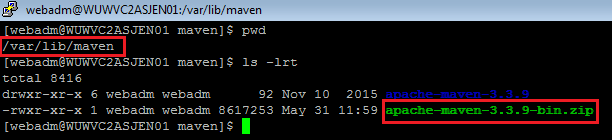 webadm@WUWVC2ASJEN01:/var/lib/maven
[webadm@WUWVC2ASJEN01 maven]$ pwd
/var/lib/maven
[webadm@WUWVC2ASJEN01 maven]$ ls -lrt
total 8416
drwxr-xr-x 6 webadm webadm 92 Nov 10 2015 apache-maven-3.3.9
-rwxr-xr-x 1 webadm webadm 8617253 May 31 11:59 apache-maven-3.3.9-bin.zip
[webadm@WUWVC2ASJEN01 maven]$